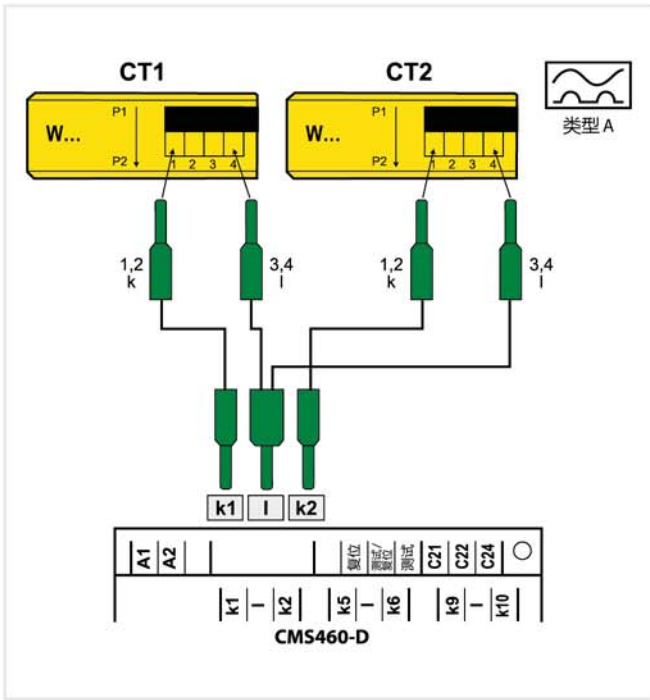 CT1 CT2
W... P1 P2 1 2 3 4
W... P1 P2 1 2 3 4
类型 A
1,2 k
3,4 l
1,2 k
3,4 l
k1 l k2
A1 A2 复位 测试/复位 测试 C21 C22 C24
k1 l k2 k5 l k6 k9 l k10
CMS460-D